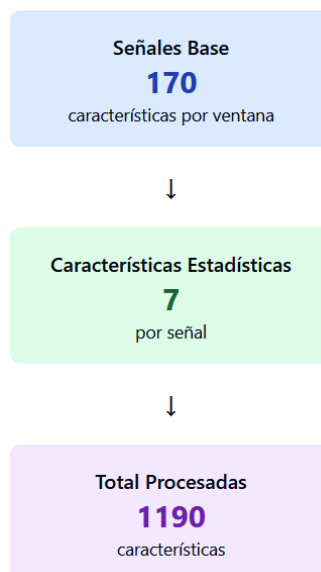 Señales Base
170
características por ventana
↓
Características Estadísticas
7
por señal
↓
Total Procesadas
1190
características